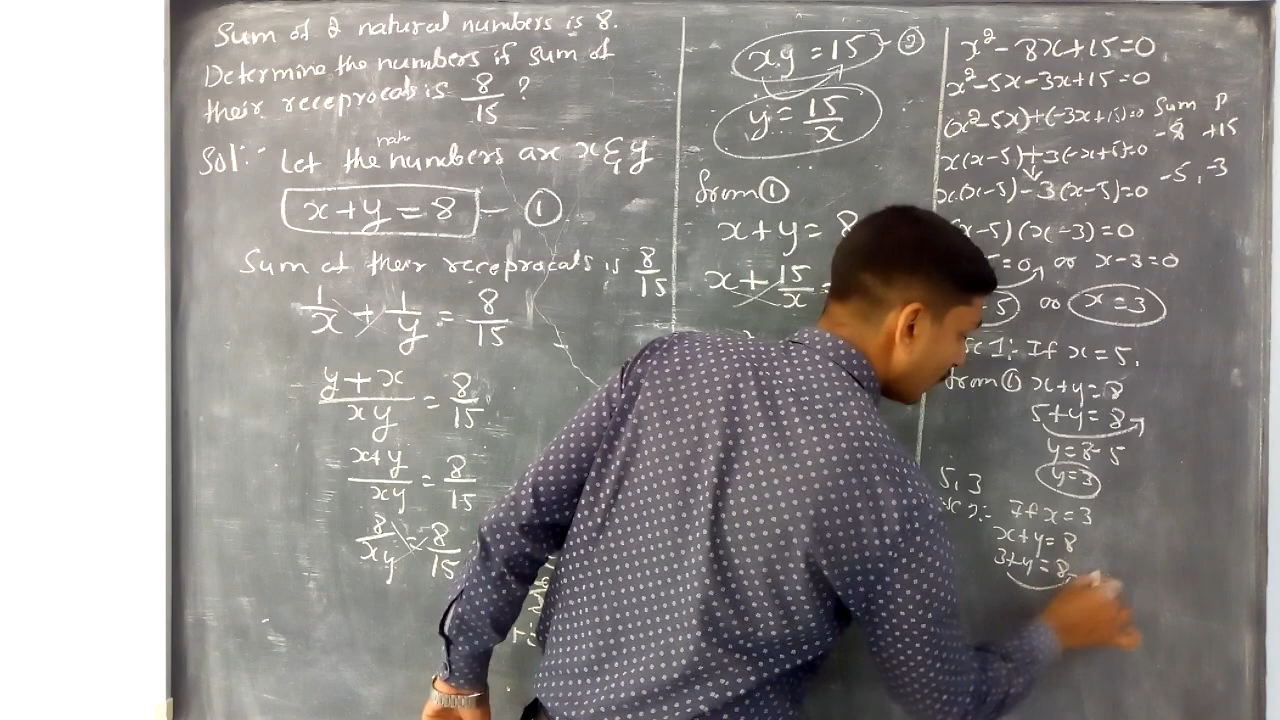 Sum of 2 natural numbers is 8.
Determine the numbers if sum of
their receprocals is 8/15 ?
Sol:- Let the natu numbers are x & y
x+y = 8 — ①
Sum of their receprocals is 8/15
1/x + 1/y = 8/15
y+x/xy = 8/15
x+y/xy = 8/15
8/xy = 8/15
xy = 15 — ②
y = 15/x
from ①
x+y = 8
x + 15/x
x² - 8x + 15 = 0
x² - 5x - 3x + 15 = 0
(x² - 5x) + (-3x + 15) = 0
Sum P
-8 +15
x(x-5) + 3(-x+5) = 0
-5, -3
x(x-5) - 3(x-5) = 0
x-5) (x-3) = 0
= 0 or x-3 = 0
5 or x = 3
1:- If x = 5,
from ① x+y = 8
5+y = 8
y = 8-5
y = 3
5, 3
2:- If x = 3
x+y = 8
3+y = 8